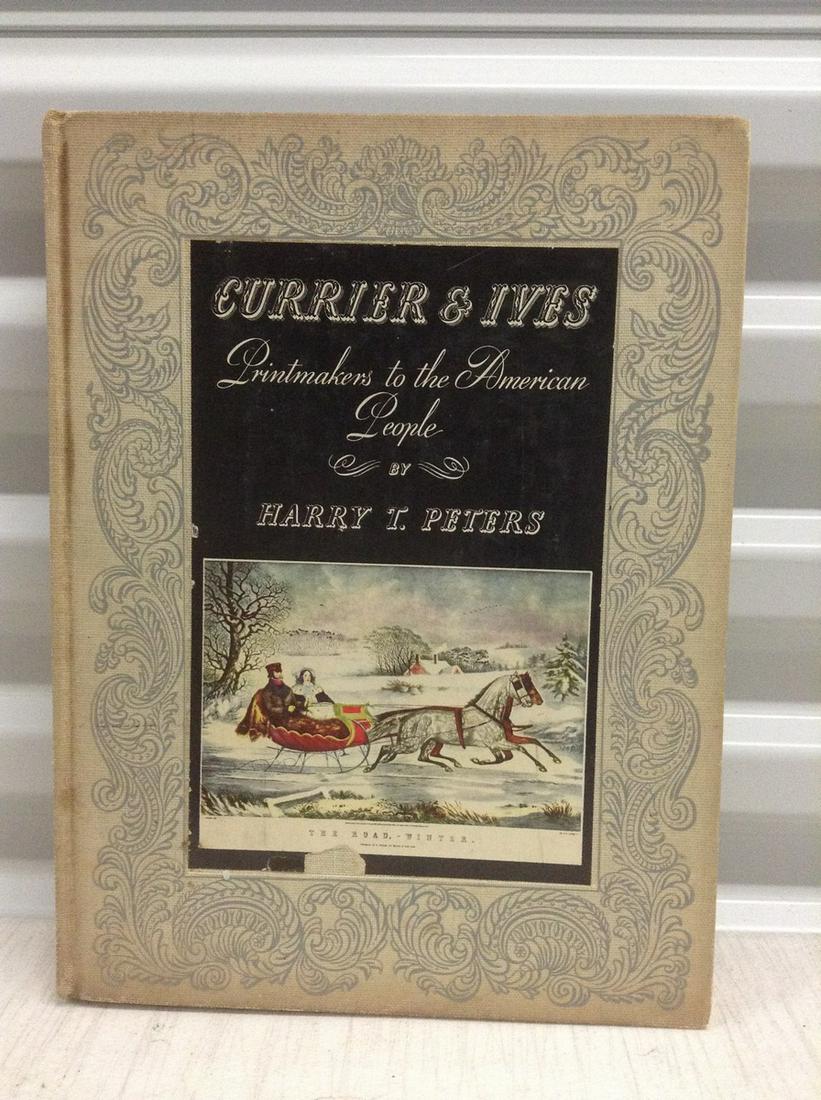 CURRIER & IVES
Printmakers to the American
People
BY
HARRY T. PETERS
THE ROAD,-WINTER.